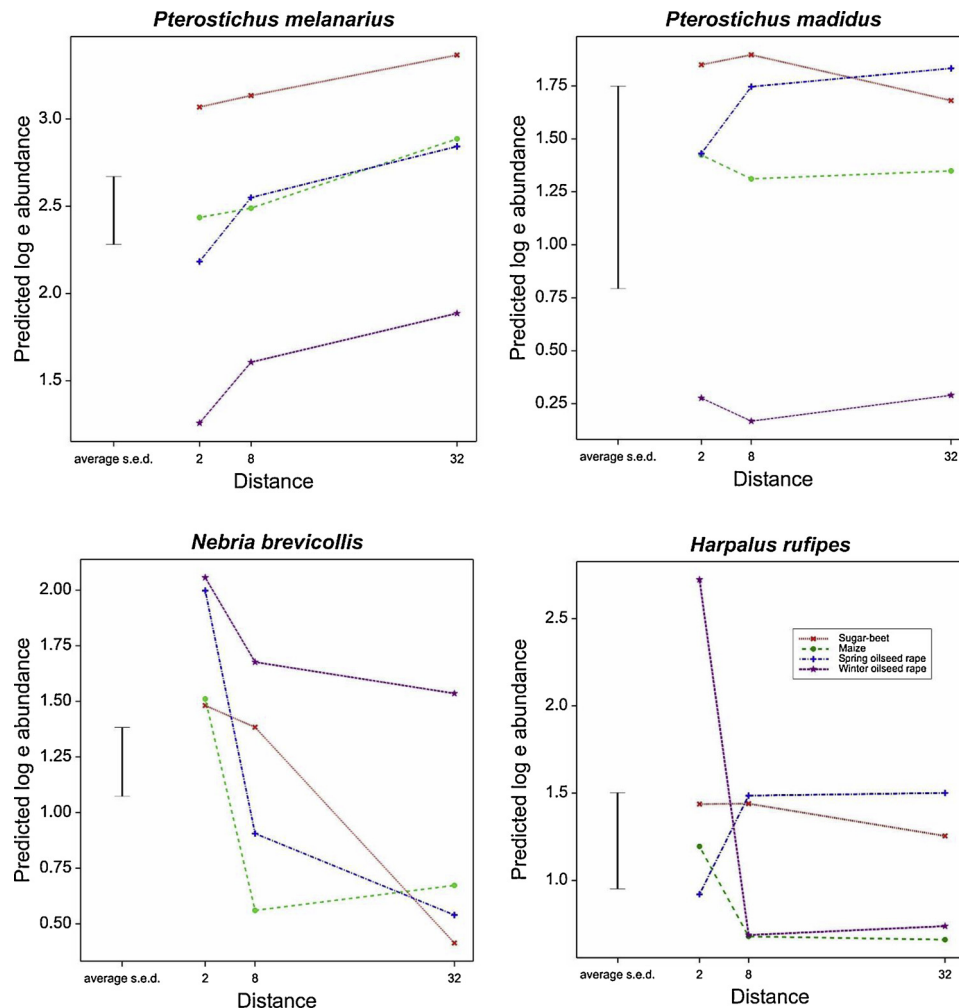 Pterostichus melanarius
Predicted log e abundance
3.0
2.5
2.0
1.5
average s.e.d.
2
8
32
Distance
Pterostichus madidus
Predicted log e abundance
1.75
1.50
1.25
1.00
0.75
0.50
0.25
average s.e.d.
2
8
32
Distance
Nebria brevicollis
Predicted log e abundance
2.00
1.75
1.50
1.25
1.00
0.75
0.50
average s.e.d.
2
8
32
Distance
Harpalus rufipes
Predicted log e abundance
2.5
2.0
1.5
1.0
Sugar-beet
Maize
Spring oilseed rape
Winter oilseed rape
average s.e.d.
2
8
32
Distance